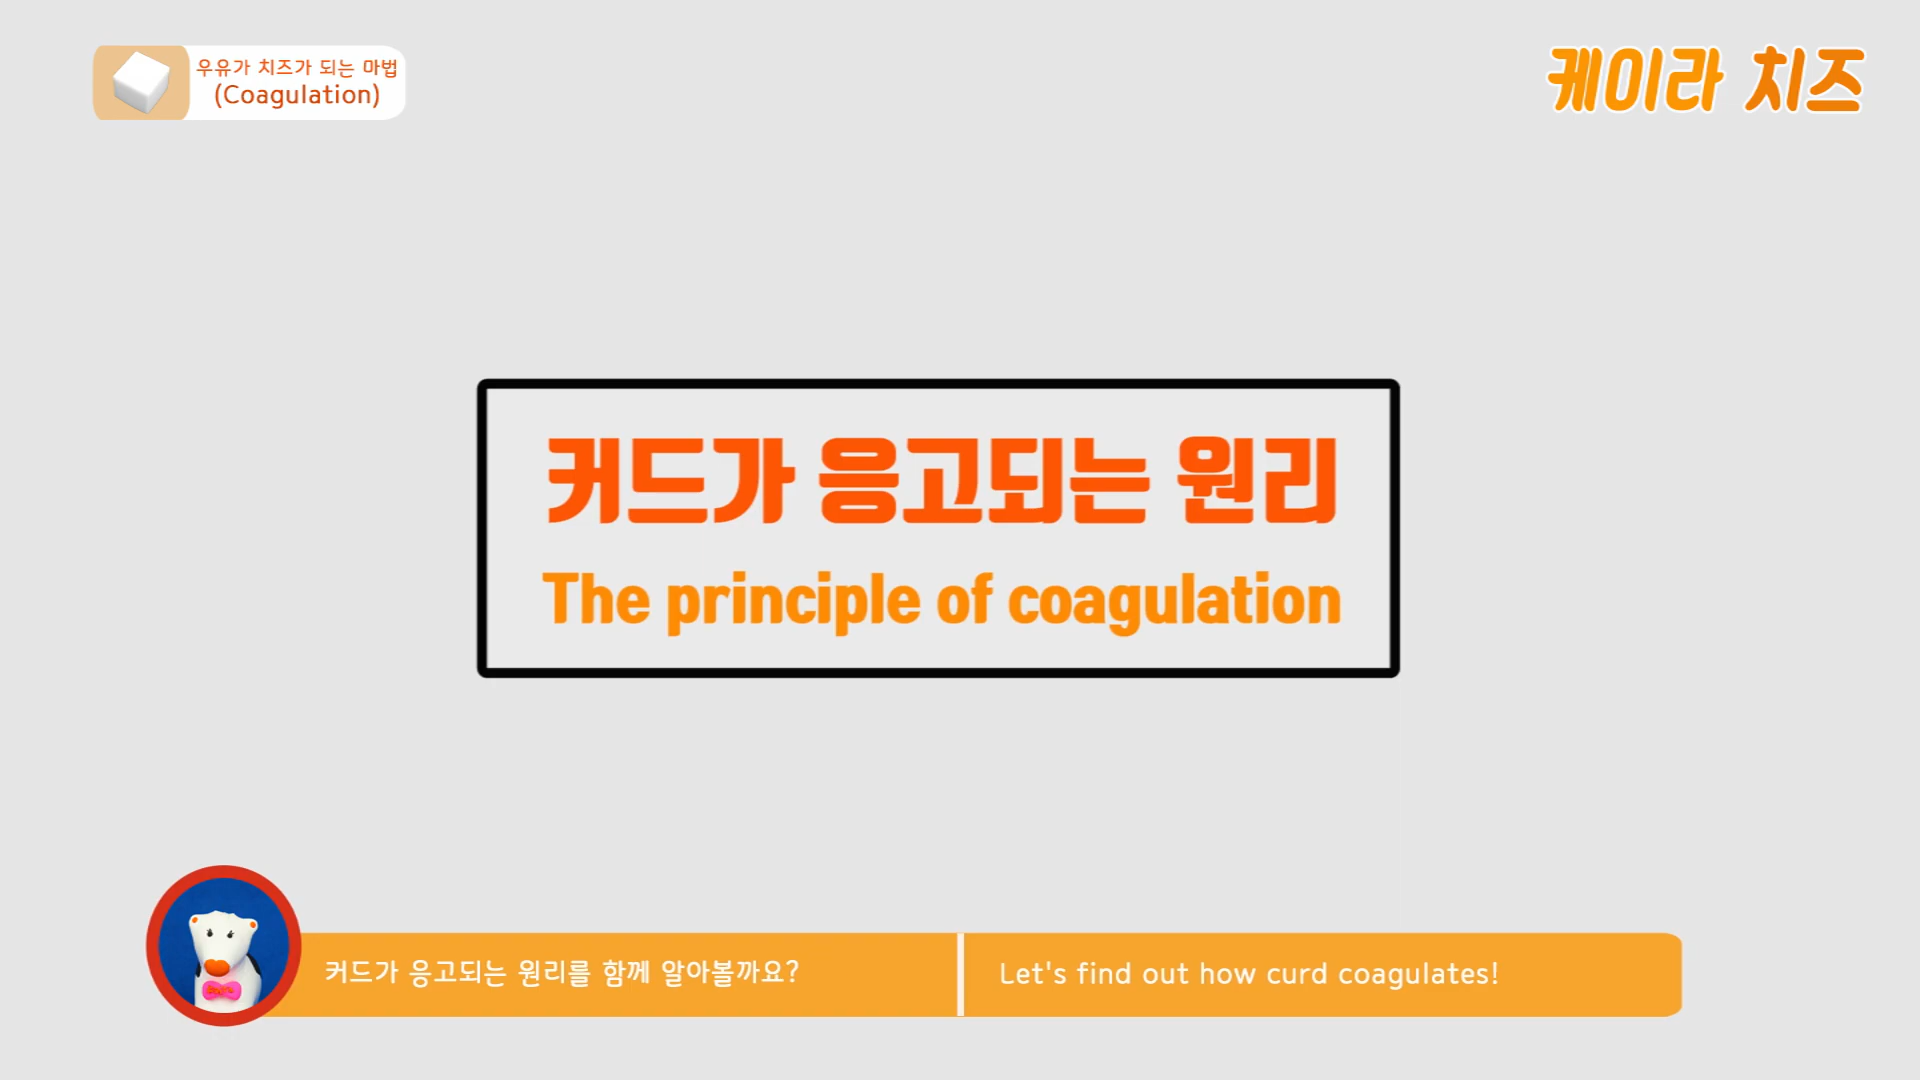 우유가 치즈가 되는 마법
(Coagulation)
케이라 치즈
커드가 응고되는 원리
The principle of coagulation
커드가 응고되는 원리를 함께 알아볼까요?
Let's find out how curd coagulates!